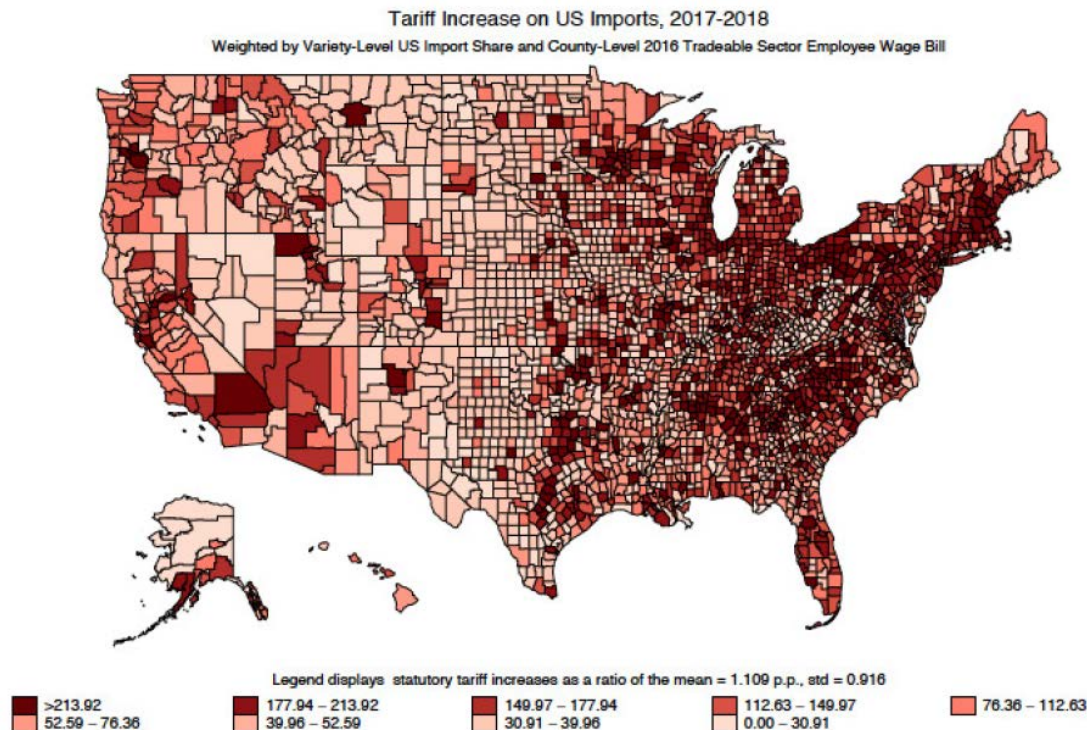 Tariff Increase on US Imports, 2017-2018
Weighted by Variety-Level US Import Share and County-Level 2016 Tradeable Sector Employee Wage Bill
Legend displays statutory tariff increases as a ratio of the mean = 1.109 p.p., std = 0.916
>213.92 177.94 – 213.92 149.97 – 177.94 112.63 – 149.97 76.36 – 112.63
52.59 – 76.36 39.96 – 52.59 30.91 – 39.96 0.00 – 30.91